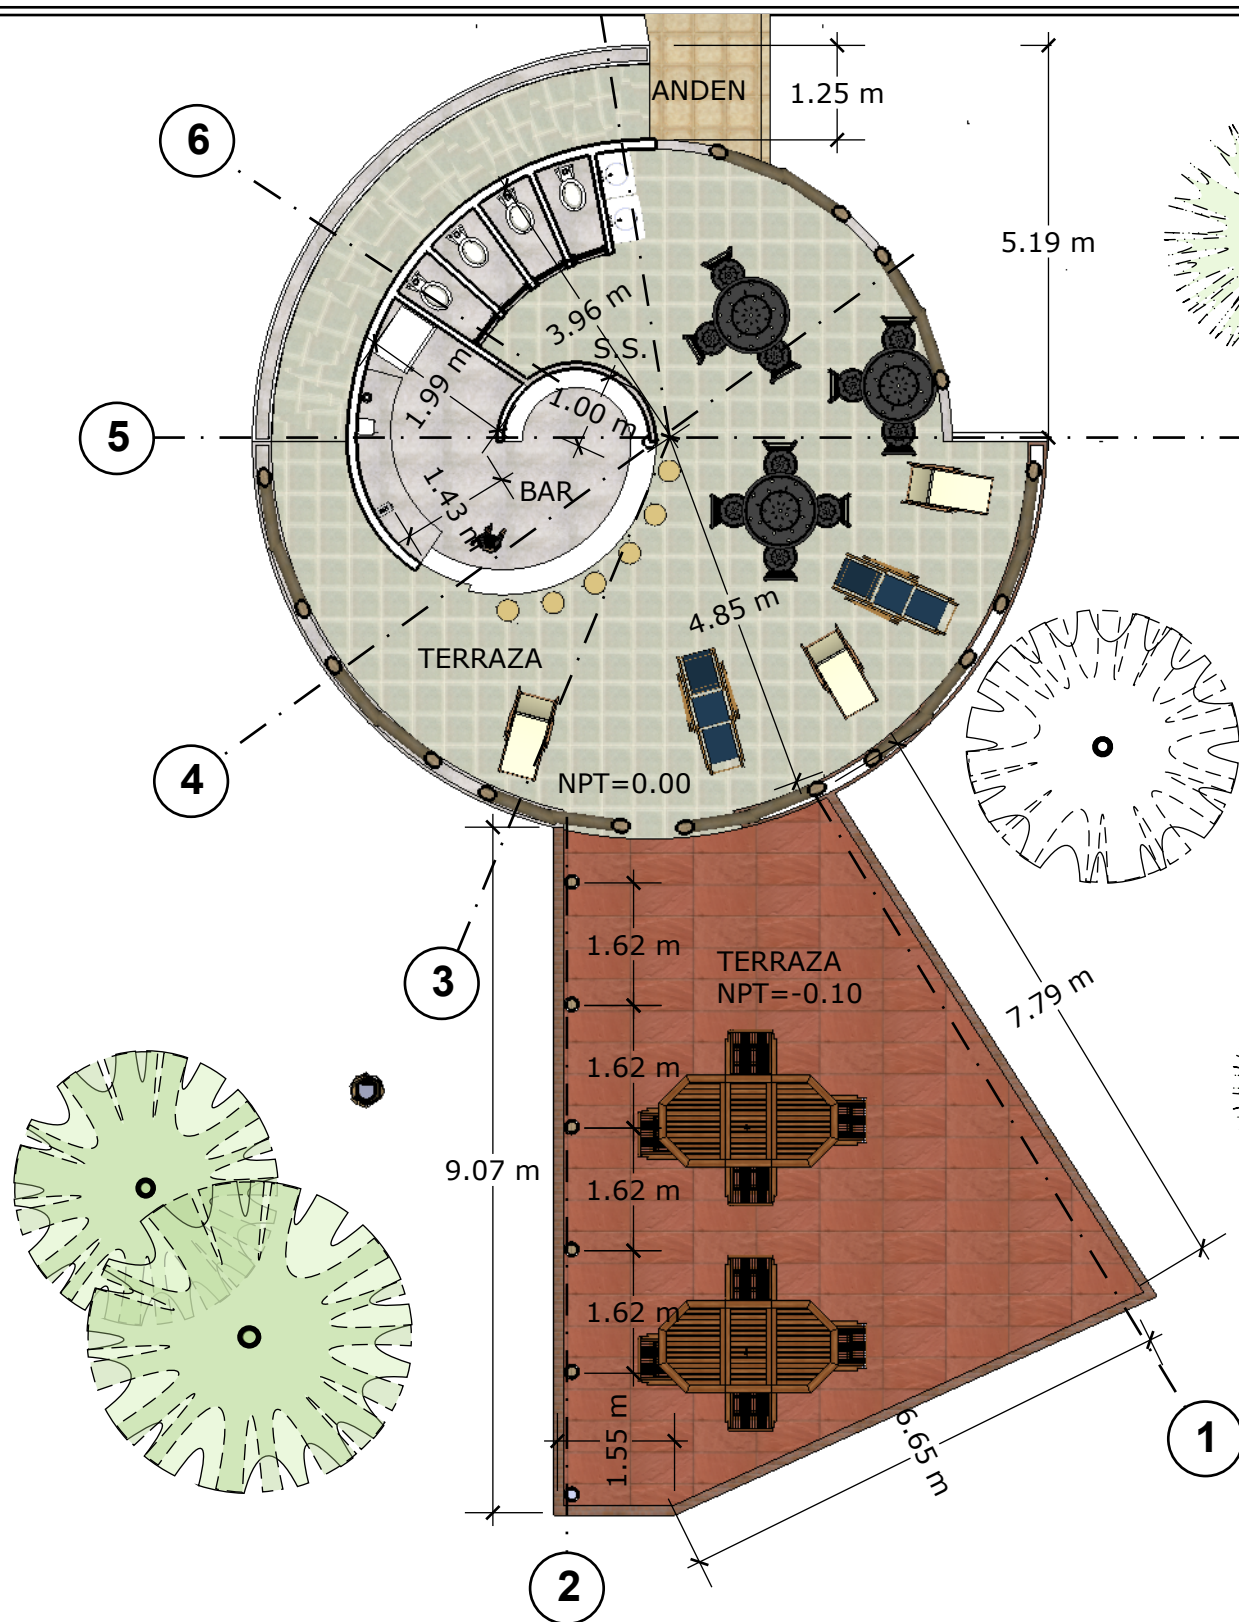 ANDEN
1.25 m
6
5.19 m
3.96 m
S.S.
1.99 m
1.00 m
5
BAR
1.43 m
4.85 m
TERRAZA
4
NPT=0.00
1.62 m
TERRAZA
NPT=-0.10
3
7.79 m
1.62 m
9.07 m
1.62 m
1.62 m
1.55 m
6.65 m
1
2